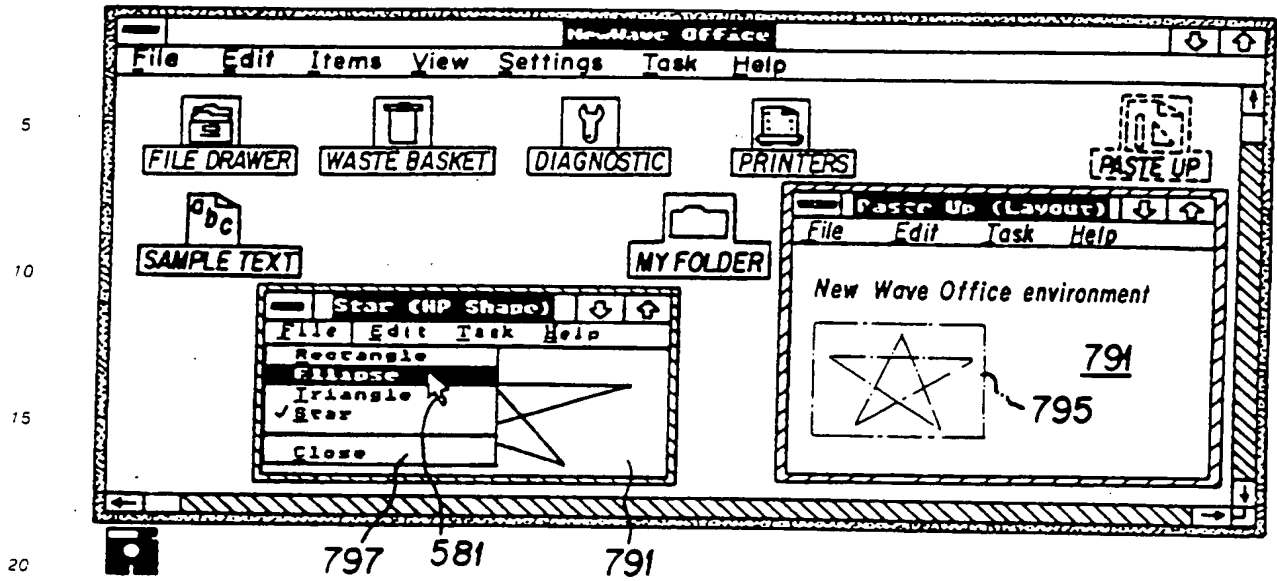 NewWave Office
File Edit Items View Settings Task Help
5
FILE DRAWER WASTE BASKET DIAGNOSTIC PRINTERS PASTE UP
abc
Paste Up (Layout)
File Edit Task Help
10
SAMPLE TEXT MY FOLDER
New Wave Office environment
Star (HP Shape)
File Edit Task Help
Rectangle
Ellipse
Triangle
✓ Star
791
795
15
Close
797 581 791
20